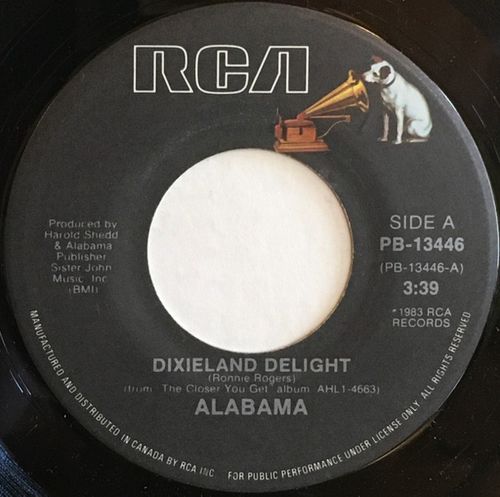 RCA
Produced by
Harold Shedd
& Alabama
Publisher
Sister John
Music, Inc.
(BMI)
SIDE A
PB-13446
(PB-13446-A)
3:39
*1983 RCA
RECORDS
DIXIELAND DELIGHT
(Ronnie Rogers)
(from "The Closer You Get" album AHL1-4663)
ALABAMA
MANUFACTURED AND DISTRIBUTED IN CANADA BY RCA INC. FOR PUBLIC PERFORMANCE UNDER LICENSE ONLY. ALL RIGHTS RESERVED.